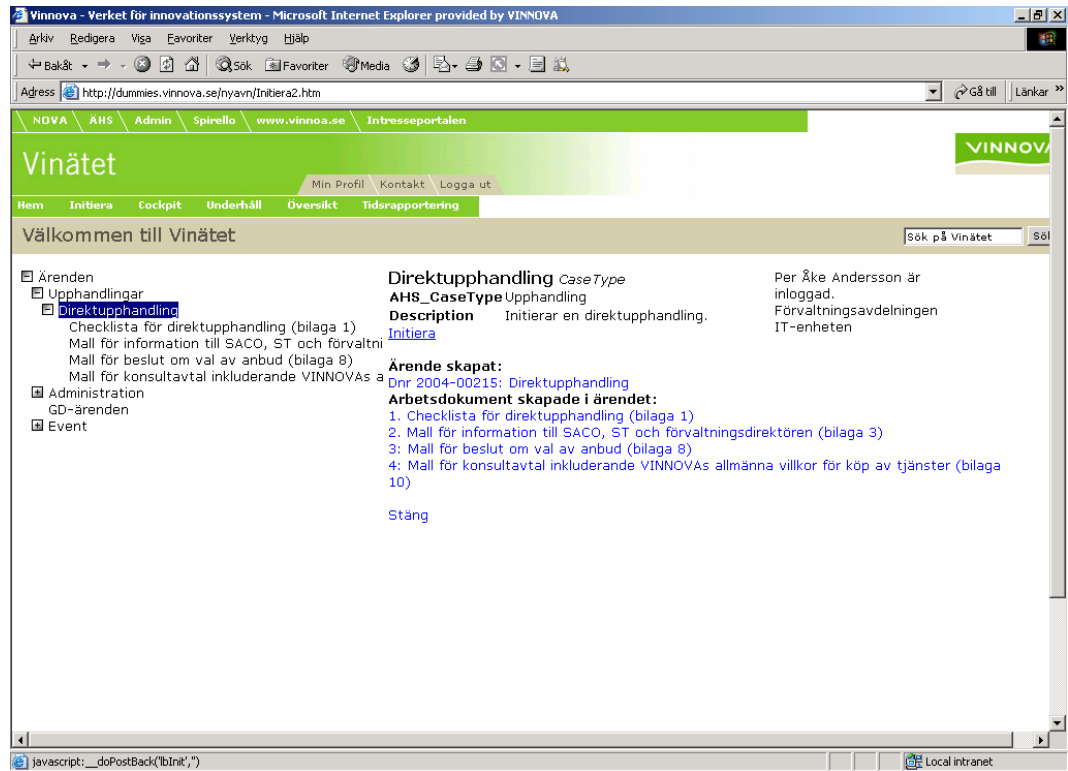 Vinnova - Verket för innovationssystem - Microsoft Internet Explorer provided by VINNOVA
Arkiv Redigera Visa Favoriter Verktyg Hjälp
Bakåt Sök Favoriter Media
Adress http://dummies.vinnova.se/nyavn/Initiera2.htm Gå till Länkar »
NOVA \ ÄHS \ Admin \ Spirello \ www.vinnoa.se \ Intresseportalen
VINNOV
Vinätet
Min Profil Kontakt Logga ut
Hem Initiera Cockpit Underhåll Översikt Tidsrapportering
Välkommen till Vinätet
Sök på Vinätet Söl
Ärenden
Upphandlingar
Direktupphandling
Checklista för direktupphandling (bilaga 1)
Mall för information till SACO, ST och förvaltni
Mall för beslut om val av anbud (bilaga 8)
Mall för konsultavtal inkluderande VINNOVAs a
Administration
GD-ärenden
Event
Direktupphandling CaseType
AHS_CaseType Upphandling
Description Initierar en direktupphandling.
Initiera
Ärende skapat:
Dnr 2004-00215: Direktupphandling
Arbetsdokument skapade i ärendet:
1. Checklista för direktupphandling (bilaga 1)
2. Mall för information till SACO, ST och förvaltningsdirektören (bilaga 3)
3: Mall för beslut om val av anbud (bilaga 8)
4: Mall för konsultavtal inkluderande VINNOVAs allmänna villkor för köp av tjänster (bilaga
10)
Stäng
Per Åke Andersson är
inloggad.
Förvaltningsavdelningen
IT-enheten
javascript:__doPostBack('lbInit','') Local intranet